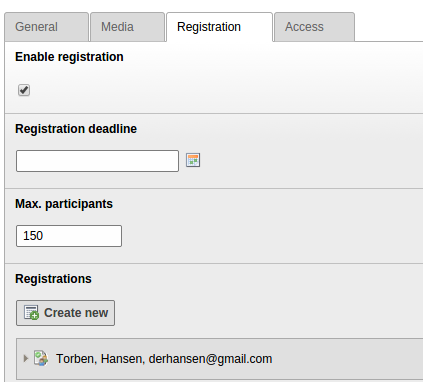 General Media Registration Access
Enable registration
Registration deadline
Max. participants
150
Registrations
Create new
Torben, Hansen, derhansen@gmail.com